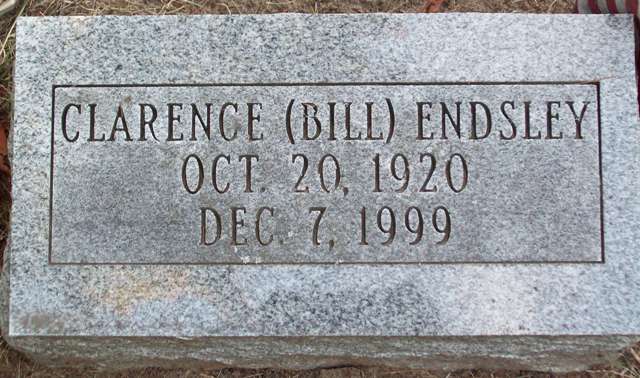 CLARENCE (BILL) ENDSLEY
OCT. 20, 1920
DEC. 7, 1999